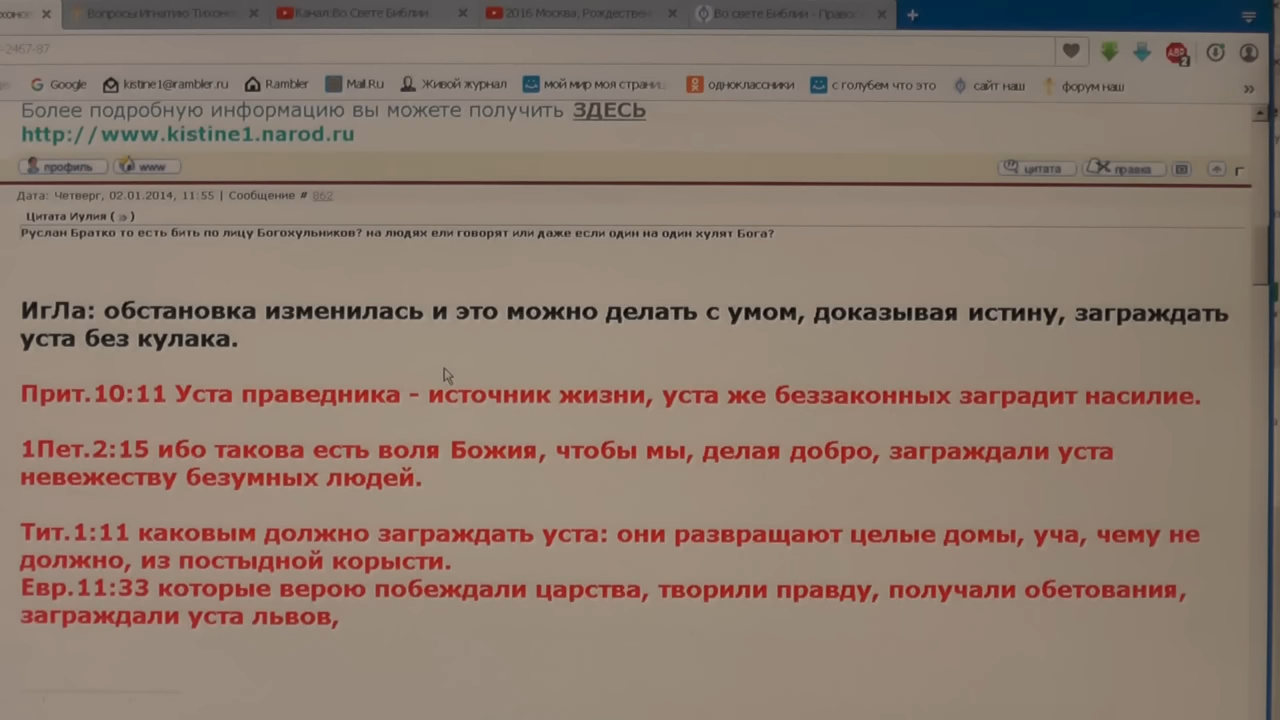 Вопросы Игнатию Тихоно
Канал:Во Свете Библии
2016 Москва, Рождествен
Во свете Библии - Право
-2467-87
Google
kistine1@rambler.ru
Rambler
Mail.Ru
Живой журнал
мой мир моя страни
одноклассники
с голубем что это
сайт наш
форум наш
»
Более подробную информацию вы можете получить ЗДЕСЬ
http://www.kistine1.narod.ru
профиль www цитата правка
Дата: Четверг, 02.01.2014, 11:55 | Сообщение # 862
Цитата Иулия ( )
Руслан Братко то есть бить по лицу Богохульников? на людях ели говорят или даже если один на один хулят Бога?
ИгЛа: обстановка изменилась и это можно делать с умом, доказывая истину, заграждать
уста без кулака.
Прит.10:11 Уста праведника - источник жизни, уста же беззаконных заградит насилие.
1Пет.2:15 ибо такова есть воля Божия, чтобы мы, делая добро, заграждали уста
невежеству безумных людей.
Тит.1:11 каковым должно заграждать уста: они развращают целые домы, уча, чему не
должно, из постыдной корысти.
Евр.11:33 которые верою побеждали царства, творили правду, получали обетования,
заграждали уста львов,